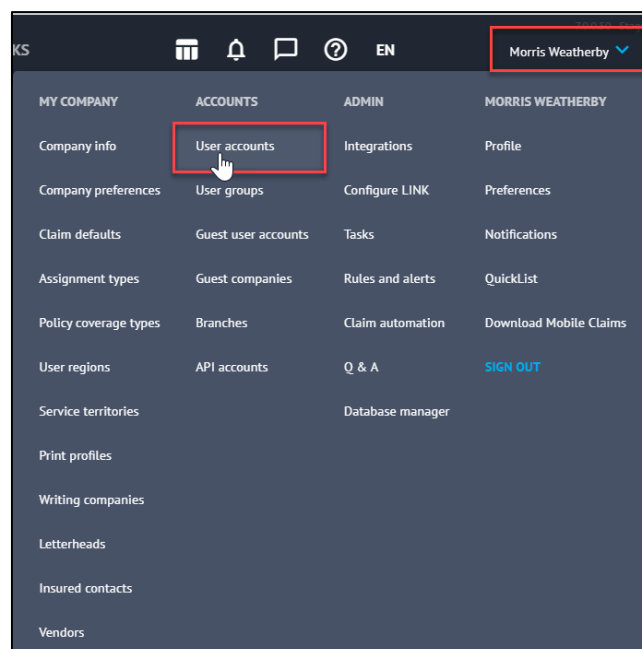 KS
EN
Morris Weatherby
MY COMPANY
Company info
Company preferences
Claim defaults
Assignment types
Policy coverage types
User regions
Service territories
Print profiles
Writing companies
Letterheads
Insured contacts
Vendors
ACCOUNTS
User accounts
User groups
Guest user accounts
Guest companies
Branches
API accounts
ADMIN
Integrations
Configure LINK
Tasks
Rules and alerts
Claim automation
Q & A
Database manager
MORRIS WEATHERBY
Profile
Preferences
Notifications
QuickList
Download Mobile Claims
SIGN OUT